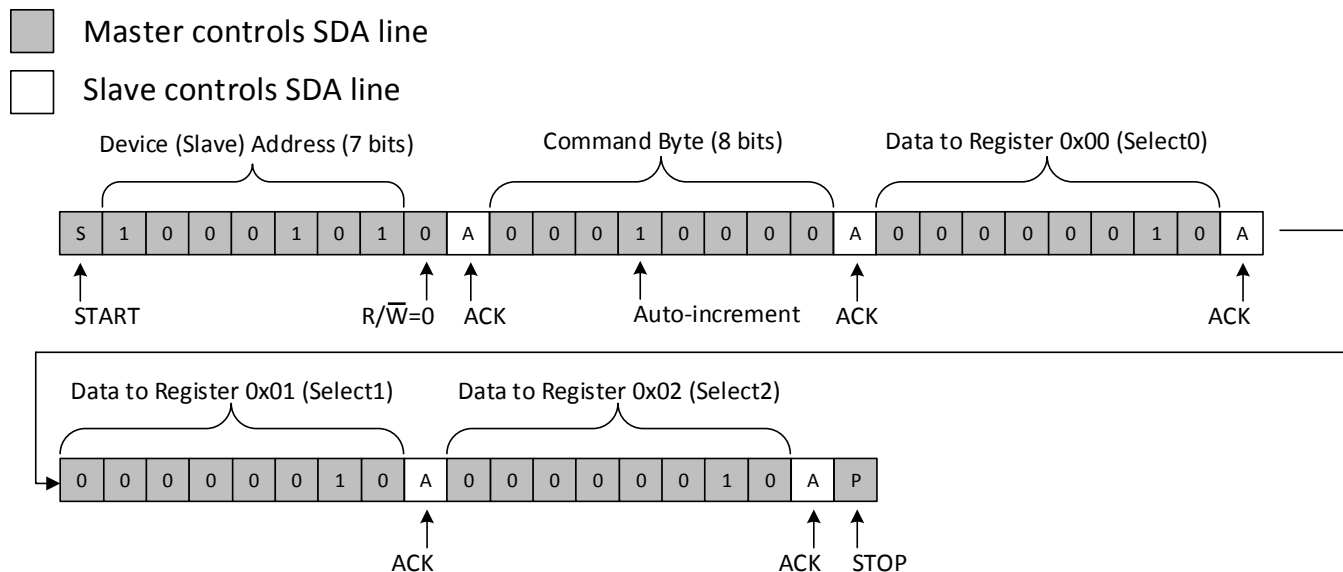 Master controls SDA line
Slave controls SDA line
Device (Slave) Address (7 bits) Command Byte (8 bits) Data to Register 0x00 (Select0)
S 1 0 0 0 1 0 1 0 A 0 0 0 1 0 0 0 0 A 0 0 0 0 0 0 1 0 A
START R/W̅=0 ACK Auto-increment ACK ACK
Data to Register 0x01 (Select1) Data to Register 0x02 (Select2)
0 0 0 0 0 0 1 0 A 0 0 0 0 0 0 1 0 A P
ACK ACK STOP